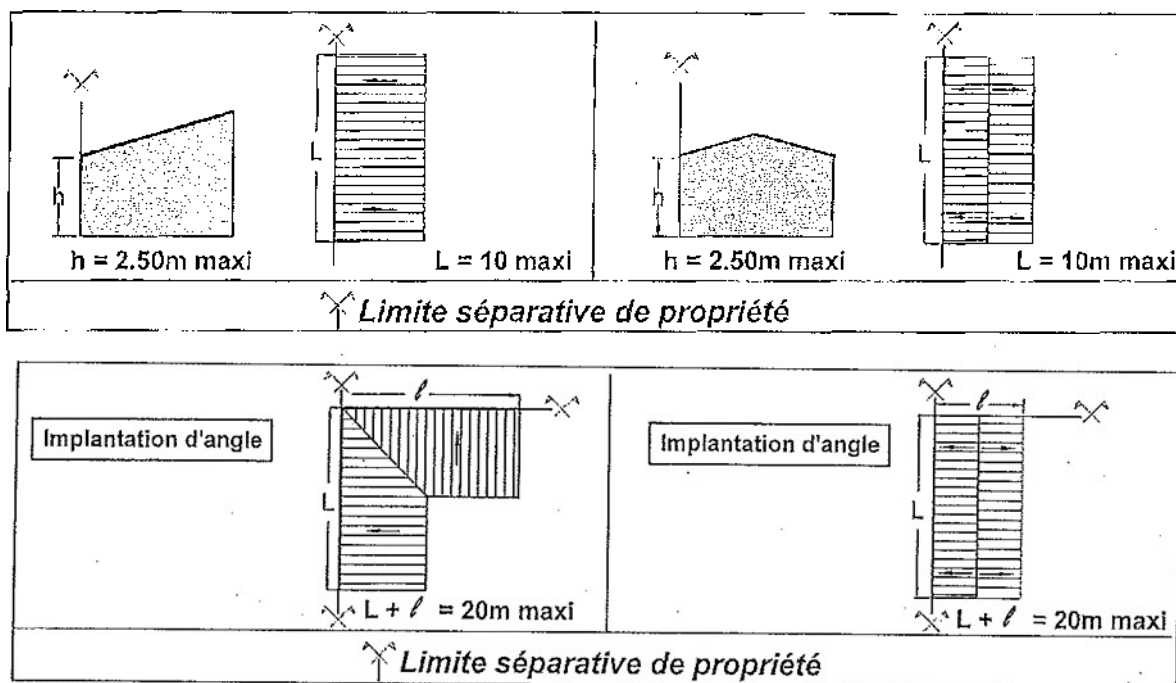 L
L
h
h
h = 2.50m maxi
L = 10 maxi
h = 2.50m maxi
L = 10m maxi
Limite séparative de propriété
ℓ
ℓ
Implantation d'angle
Implantation d'angle
L
L
L + ℓ = 20m maxi
L + ℓ = 20m maxi
Limite séparative de propriété